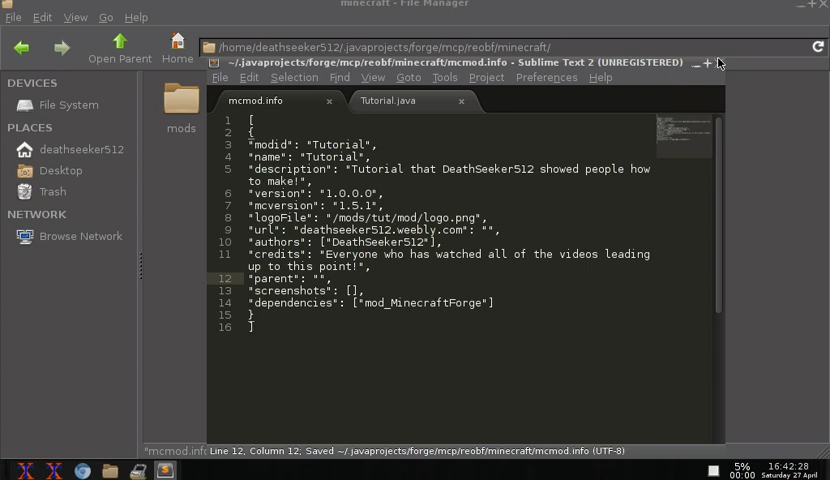 minecraft - File Manager
File Edit View Go Help
Open Parent Home /home/deathseeker512/.javaprojects/forge/mcp/reobf/minecraft/
DEVICES
File System
PLACES
deathseeker512
Desktop
Trash
NETWORK
Browse Network
mods
~/.javaprojects/forge/mcp/reobf/minecraft/mcmod.info - Sublime Text 2 (UNREGISTERED)
File Edit Selection Find View Goto Tools Project Preferences Help
mcmod.info × Tutorial.java ×
1 [
2 {
3 "modid": "Tutorial",
4 "name": "Tutorial",
5 "description": "Tutorial that DeathSeeker512 showed people how
to make!",
6 "version": "1.0.0.0",
7 "mcversion": "1.5.1",
8 "logoFile": "/mods/tut/mod/logo.png",
9 "url": "deathseeker512.weebly.com": "",
10 "authors": ["DeathSeeker512"],
11 "credits": "Everyone who has watched all of the videos leading
up to this point!",
12 "parent": "",
13 "screenshots": [],
14 "dependencies": ["mod_MinecraftForge"]
15 }
16 ]
"mcmod.info
Line 12, Column 12; Saved ~/.javaprojects/forge/mcp/reobf/minecraft/mcmod.info (UTF-8)
5% 16:42:28
00:00 Saturday 27 April